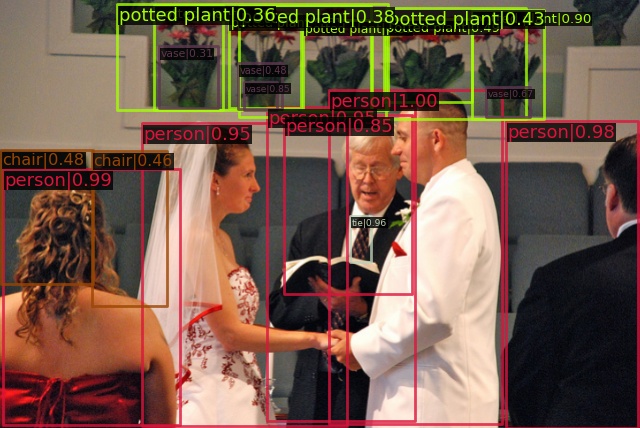 potted plant|0.36
ed plant|0.38
potted plant|0.43
nt|0.90
potted plant
vase|0.31
vase|0.48
vase|0.85
vase|0.67
person|1.00
person|0.95
person|0.85
person|0.98
chair|0.48
chair|0.46
person|0.99
tie|0.96